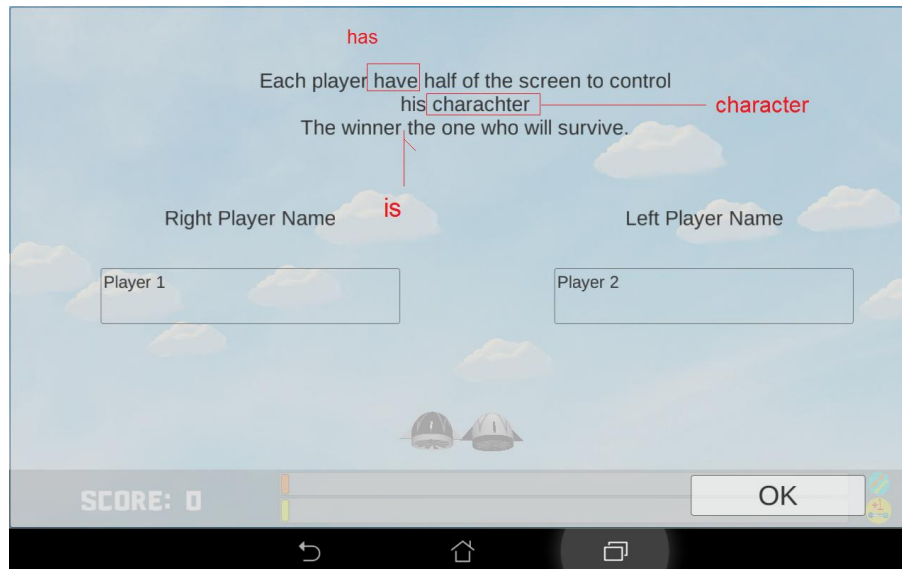 has
Each player have half of the screen to control
his charachter
character
The winner the one who will survive.
is
Right Player Name
Left Player Name
Player 1
Player 2
SCORE: 0
OK